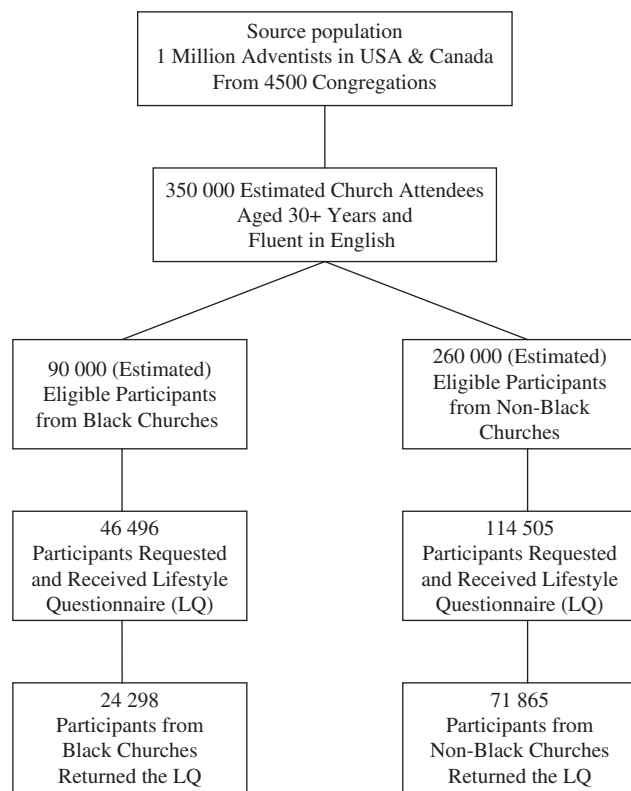 Source population
1 Million Adventists in USA & Canada
From 4500 Congregations
350 000 Estimated Church Attendees
Aged 30+ Years and
Fluent in English
90 000 (Estimated)
Eligible Participants
from Black Churches
260 000 (Estimated)
Eligible Participants
from Non-Black
Churches
46 496
Participants Requested
and Received Lifestyle
Questionnaire (LQ)
114 505
Participants Requested
and Received Lifestyle
Questionnaire (LQ)
24 298
Participants from
Black Churches
Returned the LQ
71 865
Participants from
Non-Black Churches
Returned the LQ